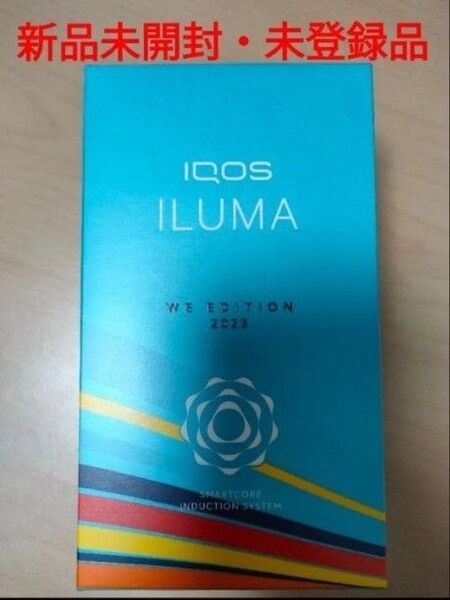 新品未開封・未登録品
IQOS
ILUMA
WE EDITION
2023
SMARTCORE
INDUCTION SYSTEM